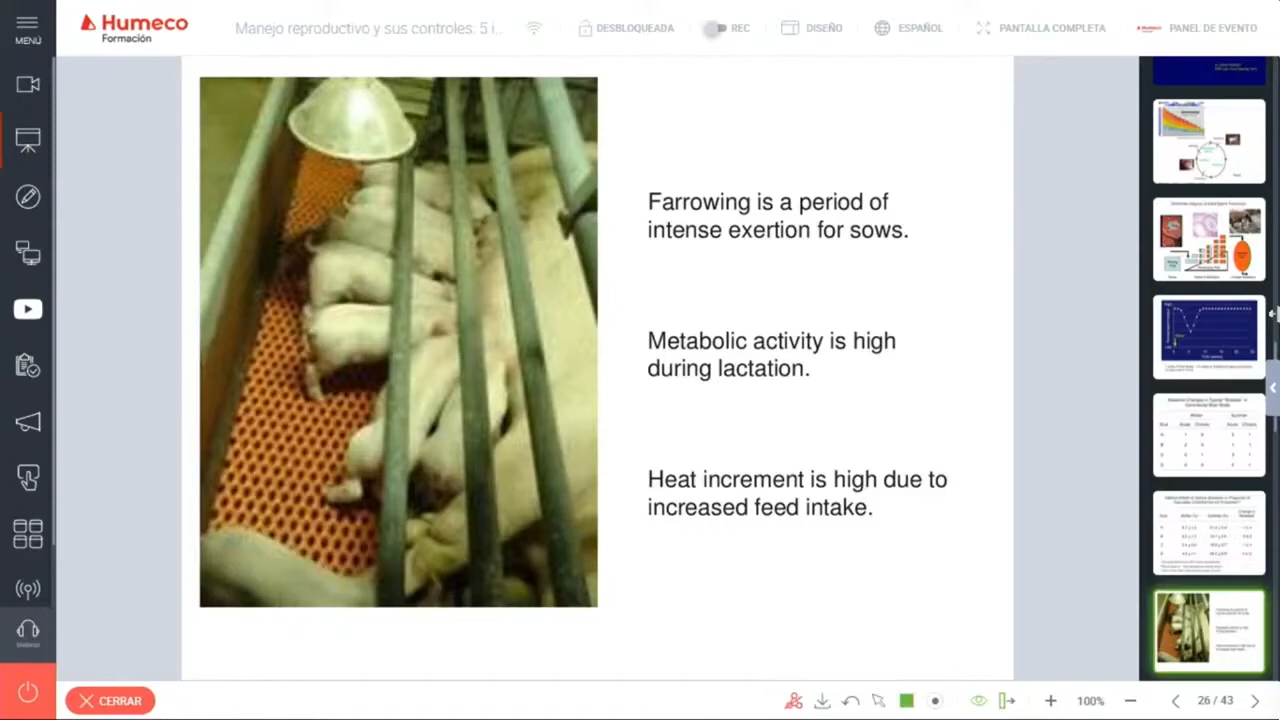 MENÚ
Humeco
Formación
Manejo reproductivo y sus controles: 5 i..
DESBLOQUEADA
REC
DISEÑO
ESPAÑOL
PANTALLA COMPLETA
PANEL DE EVENTO
Farrowing is a period of
intense exertion for sows.
Metabolic activity is high
during lactation.
Heat increment is high due to
increased feed intake.
CERRAR
100%
26 / 43